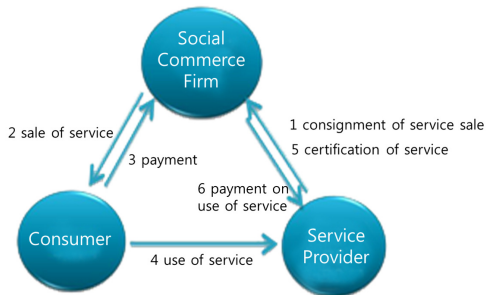 Social
Commerce
Firm
2 sale of service
3 payment
1 consignment of service sale
5 certification of service
6 payment on
use of service
Consumer
4 use of service
Service
Provider